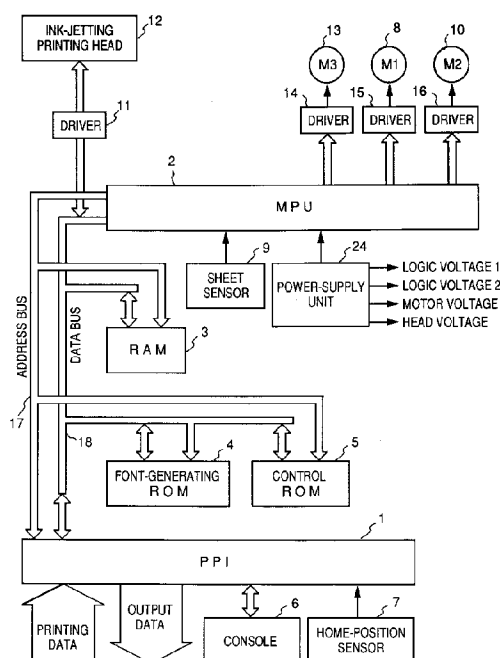 INK-JETTING
PRINTING HEAD
12
13
8
10
M3
M1
M2
11
DRIVER
14
15
16
DRIVER
DRIVER
DRIVER
2
MPU
9
24
SHEET
SENSOR
POWER-SUPPLY
UNIT
LOGIC VOLTAGE 1
LOGIC VOLTAGE 2
MOTOR VOLTAGE
HEAD VOLTAGE
ADDRESS BUS
DATA BUS
3
RAM
17
18
4
5
FONT-GENERATING
ROM
CONTROL
ROM
1
PPI
PRINTING
DATA
OUTPUT
DATA
6
CONSOLE
7
HOME-POSITION
SENSOR